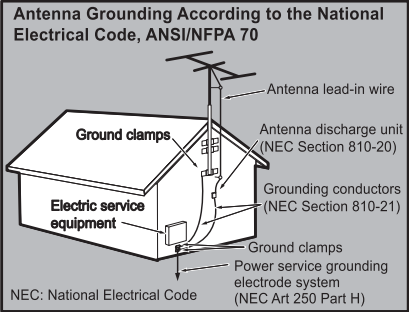 Antenna Grounding According to the National
Electrical Code, ANSI/NFPA 70
Antenna lead-in wire
Ground clamps
Antenna discharge unit
(NEC Section 810-20)
Grounding conductors
(NEC Section 810-21)
Electric service
equipment
Ground clamps
Power service grounding
electrode system
(NEC Art 250 Part H)
NEC: National Electrical Code